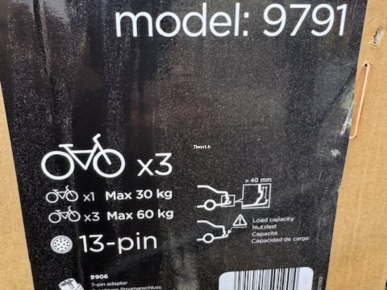 model: 9791
x3
x1 Max 30 kg
x3 Max 60 kg
13-pin
> 40 mm
Load capacity
Nutzlast
Capacité
Capacidad de carga
9906
7-pin adapter